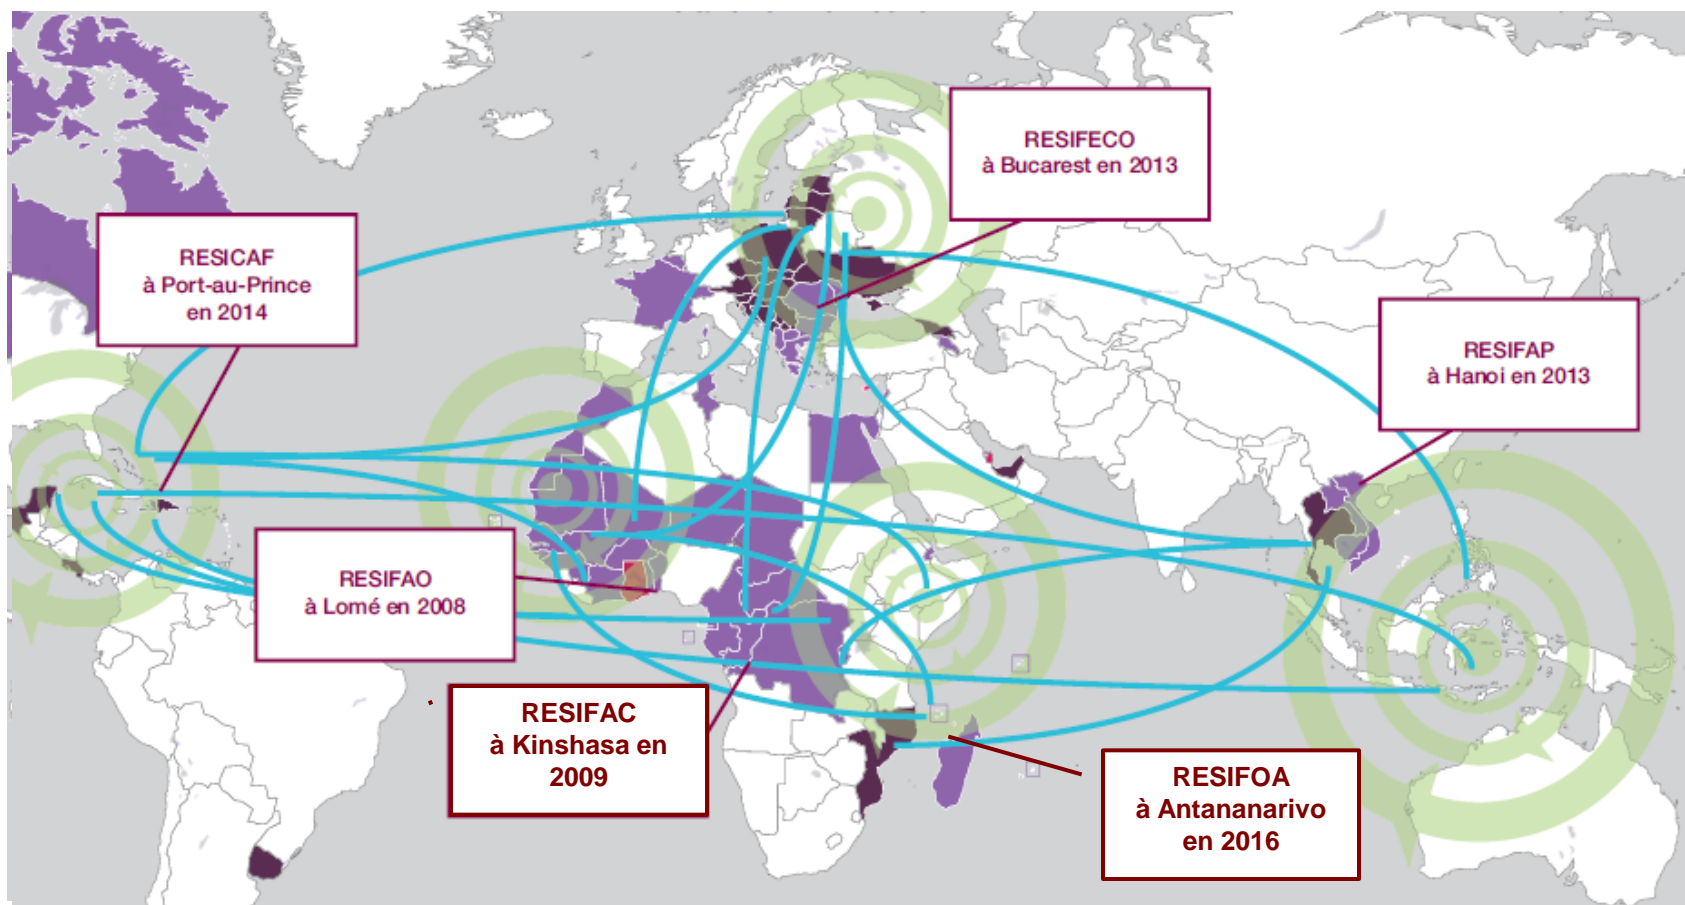 RESIFECO
à Bucarest en 2013
RESICAF
à Port-au-Prince
en 2014
RESIFAP
à Hanoi en 2013
RESIFAO
à Lomé en 2008
RESIFAC
à Kinshasa en
2009
RESIFOA
à Antananarivo
en 2016